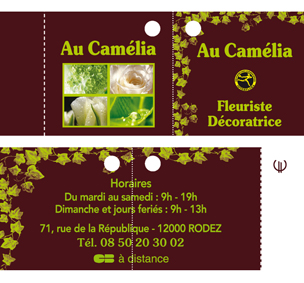 Au Camélia
Au Camélia
Fleuriste
Décoratrice
Horaires
Du mardi au samedi : 9h - 19h
Dimanche et jours feriés : 9h - 13h
71, rue de la République - 12000 RODEZ
Tél. 08 50 20 30 02
CB à distance